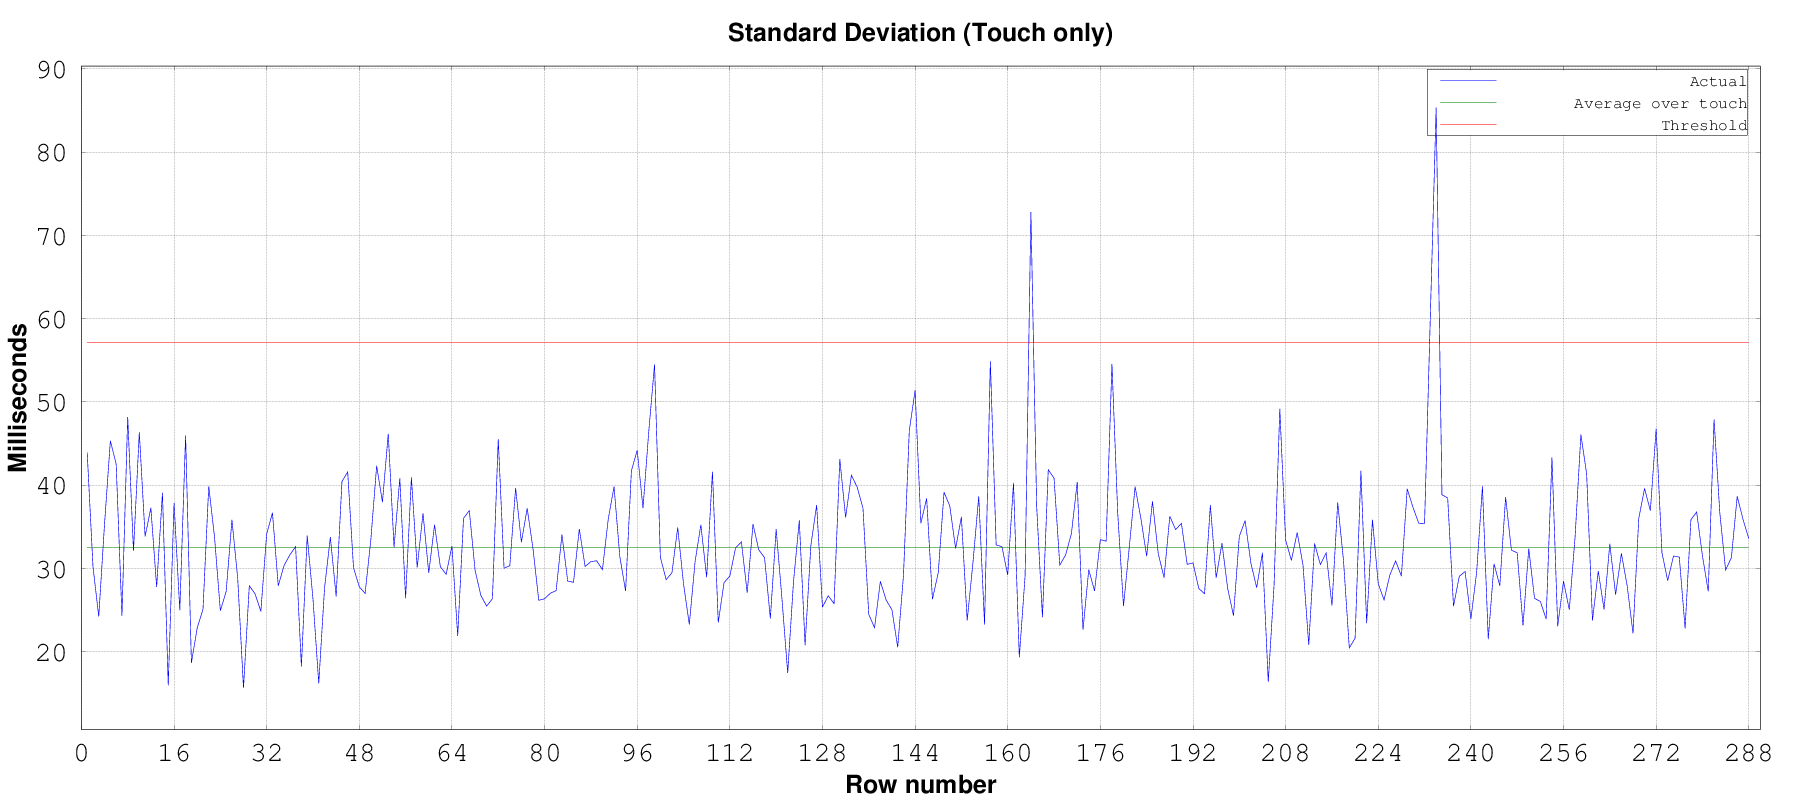 Standard Deviation (Touch only)
Actual
Average over touch
Threshold
90
80
70
60
50
40
30
20
Milliseconds
0 16 32 48 64 80 96 112 128 144 160 176 192 208 224 240 256 272 288
Row number